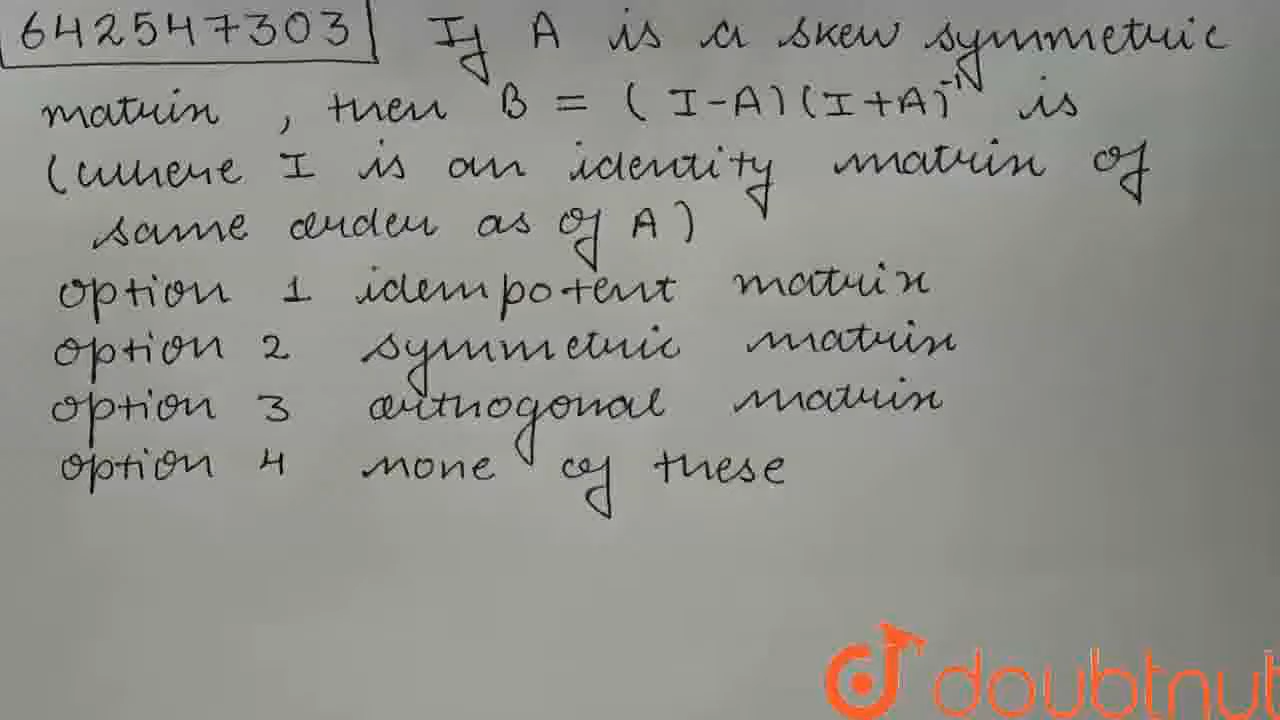 642547303 If A is a skew symmetric
matrix , then B = (I-A)(I+A)⁻¹ is
(where I is an identity matrix of
same order as of A)
option 1 idempotent matrix
option 2 symmetric matrix
option 3 orthogonal matrix
option 4 none of these
doubtnut